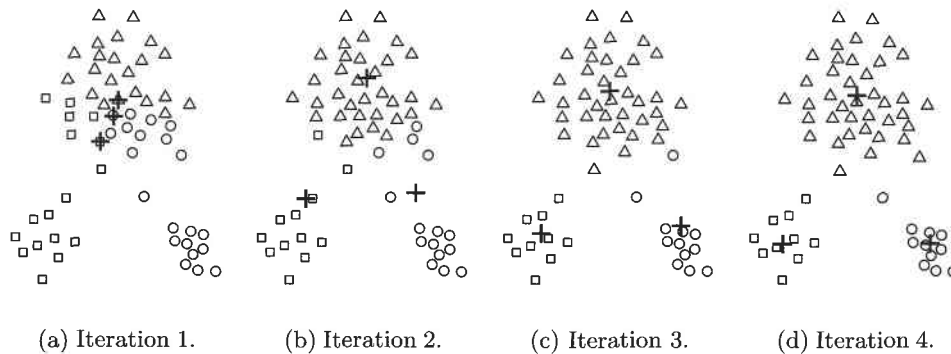 (a) Iteration 1.
(b) Iteration 2.
(c) Iteration 3.
(d) Iteration 4.